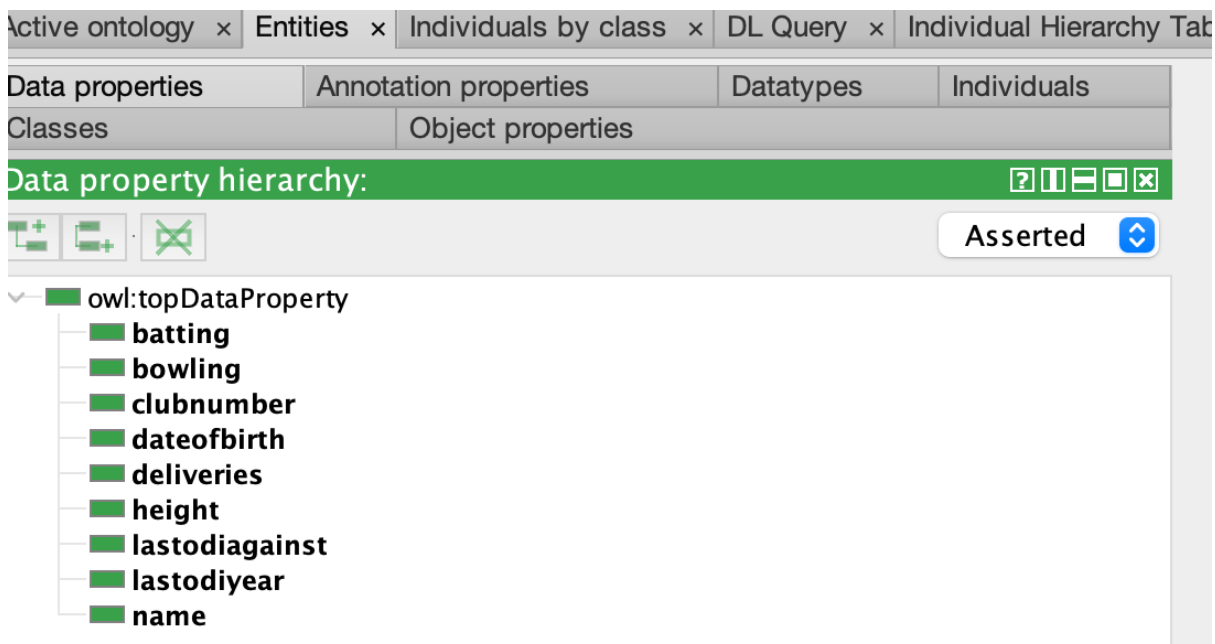 Active ontology × Entities × Individuals by class × DL Query × Individual Hierarchy Tab
Data properties Annotation properties Datatypes Individuals
Classes Object properties
Data property hierarchy:
Asserted
owl:topDataProperty
batting
bowling
clubnumber
dateofbirth
deliveries
height
lastodiagainst
lastodiyear
name